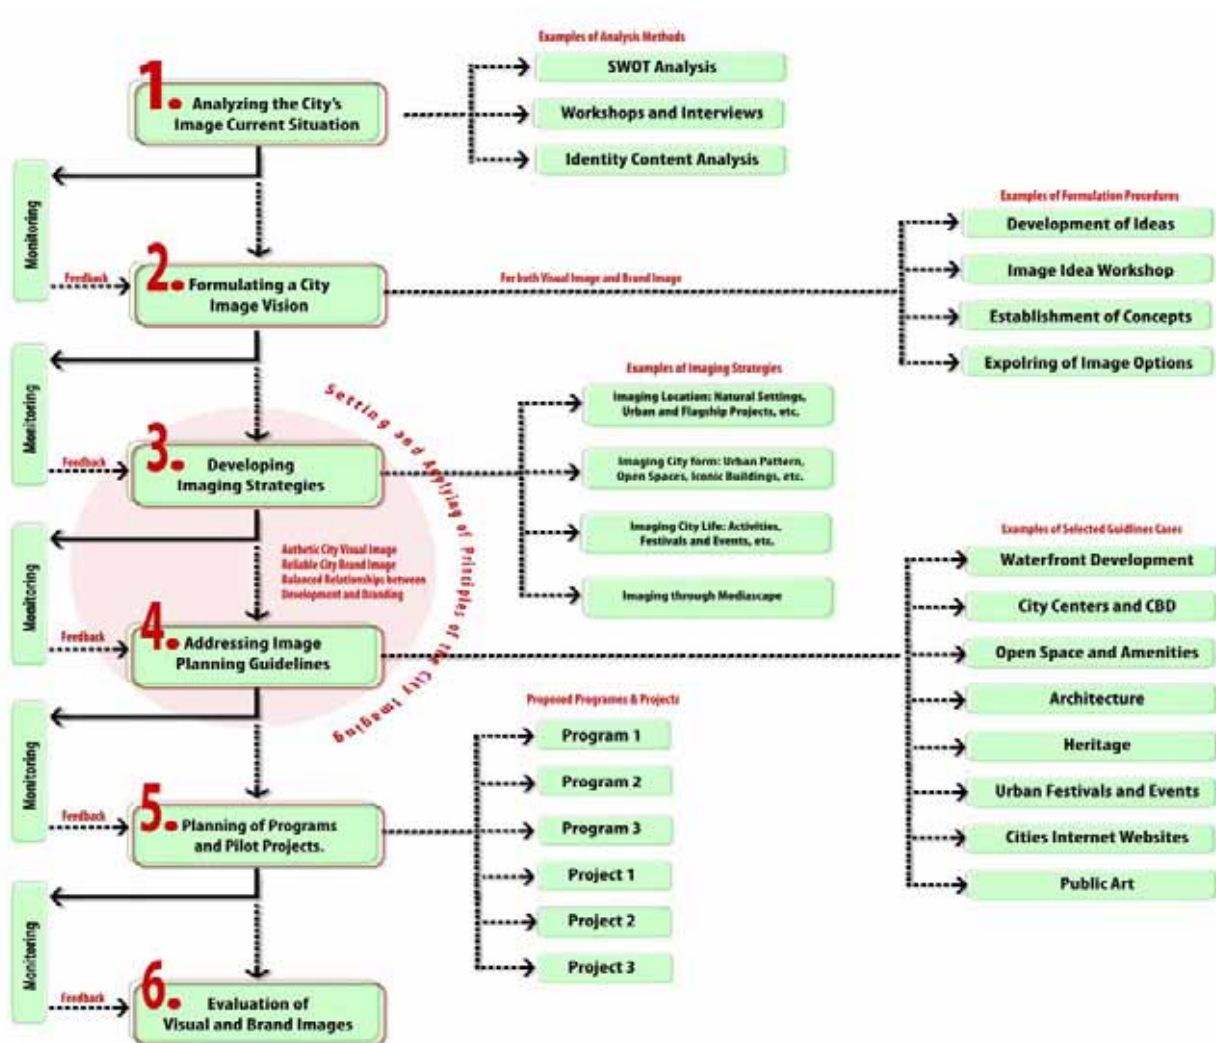 Examples of Analysis Methods
1.
Analyzing the City's
Image Current Situation
SWOT Analysis
Workshops and Interviews
Identity Content Analysis
Monitoring
Feedback
2.
Formulating a City
Image Vision
For both Visual Image and Brand Image
Examples of Formulation Procedures
Development of Ideas
Image Idea Workshop
Establishment of Concepts
Expolring of Image Options
Monitoring
Feedback
3.
Developing
Imaging Strategies
Setting and Applying of Principles of the City Imaging
Examples of Imaging Strategies
Imaging Location: Natural Settings,
Urban and Flagship Projects, etc.
Imaging City form: Urban Pattern,
Open Spaces, Iconic Buildings, etc.
Imaging City Life: Activities,
Festivals and Events, etc.
Imaging through Mediascape
Authetic City Visual Image
Reliable City Brand Image
Balanced Relationships between
Development and Branding
Monitoring
Feedback
4.
Addressing Image
Planning Guidelines
Examples of Selected Guidlines Cases
Waterfront Development
City Centers and CBD
Open Space and Amenities
Architecture
Heritage
Urban Festivals and Events
Cities Internet Websites
Public Art
Monitoring
Feedback
5.
Planning of Programs
and Pilot Projects.
Proposed Programes & Projects
Program 1
Program 2
Program 3
Project 1
Project 2
Project 3
Monitoring
Feedback
6.
Evaluation of
Visual and Brand Images